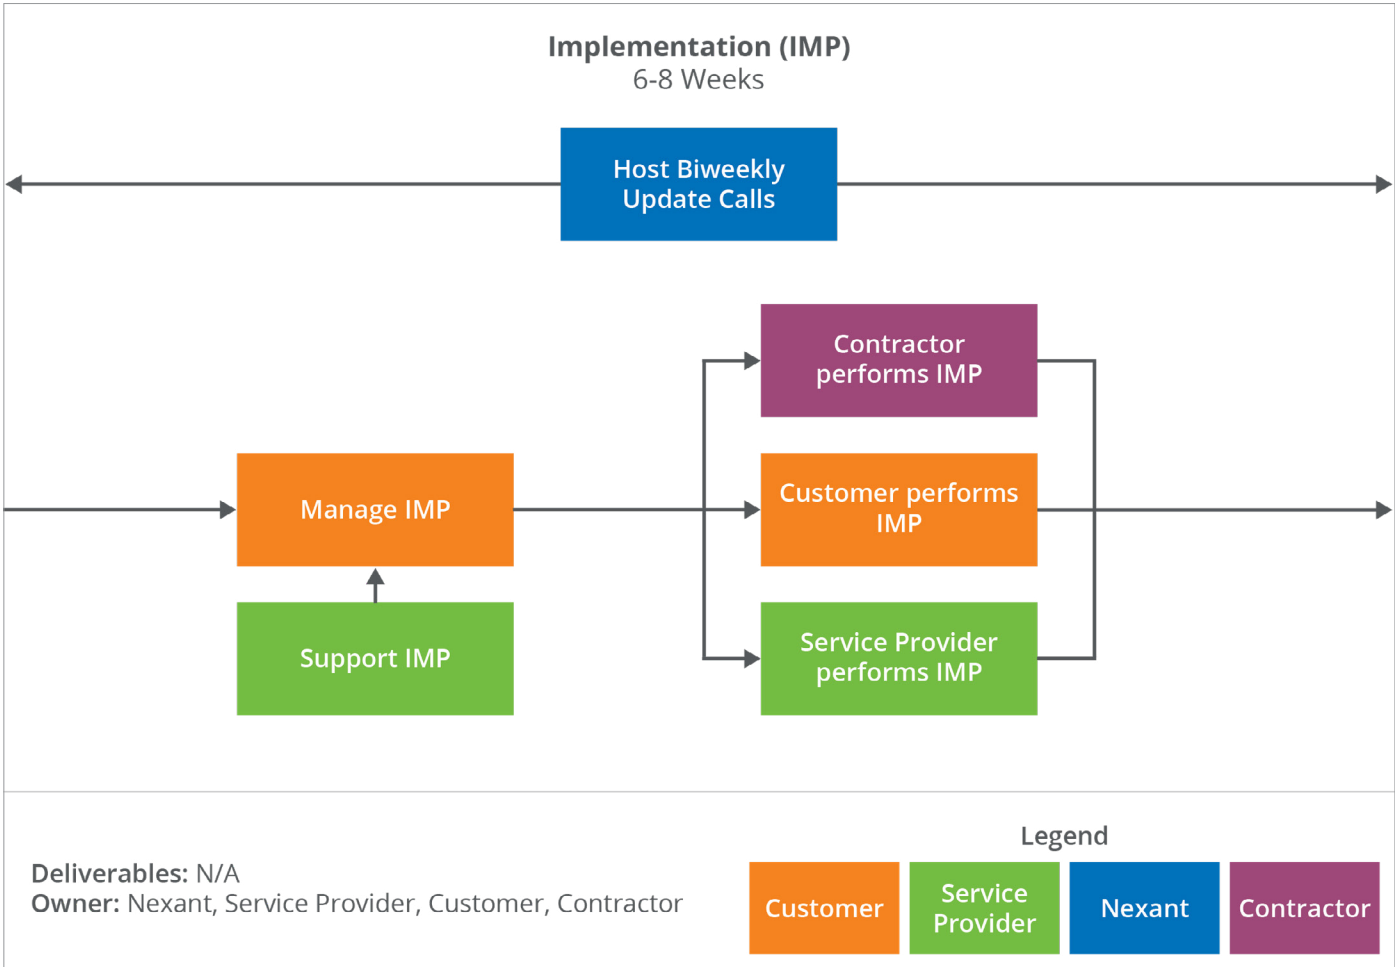 Implementation (IMP)
6-8 Weeks
Host Biweekly
Update Calls
Contractor
performs IMP
Manage IMP
Customer performs
IMP
Support IMP
Service Provider
performs IMP
Deliverables: N/A
Owner: Nexant, Service Provider, Customer, Contractor
Legend
Customer
Service
Provider
Nexant
Contractor